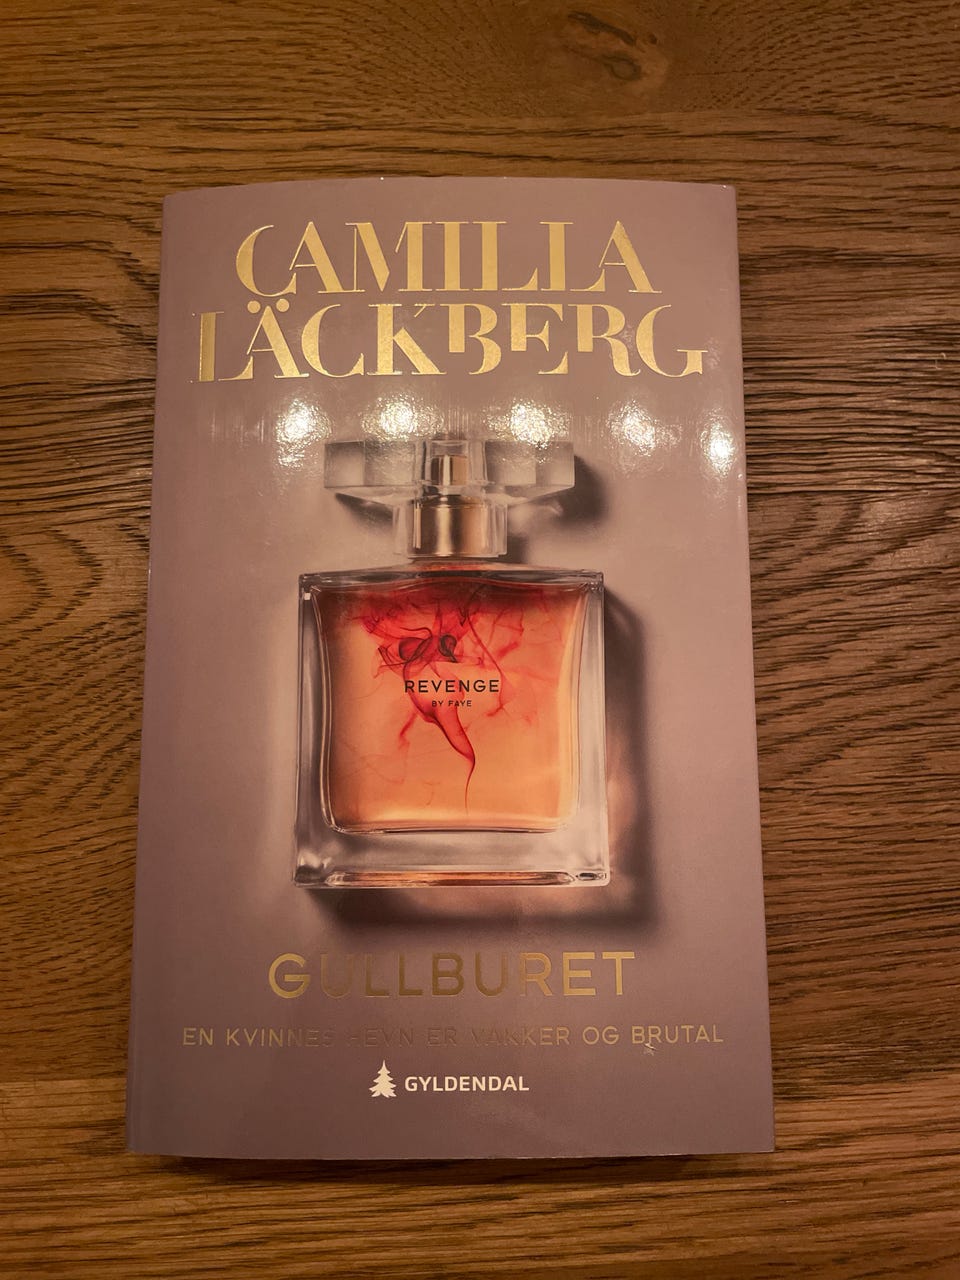 CAMILLA
LÄCKBERG
REVENGE
BY FAYE
GULLBURET
EN KVINNES HEVN ER VAKKER OG BRUTAL
GYLDENDAL